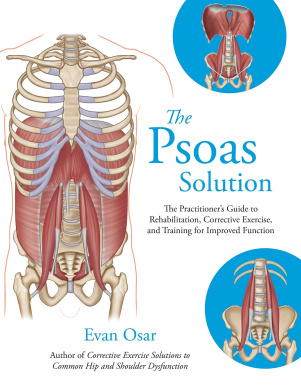 The
Psoas
Solution
The Practitioner's Guide to
Rehabilitation, Corrective Exercise,
and Training for Improved Function
Evan Osar
Author of Corrective Exercise Solutions to
Common Hip and Shoulder Dysfunction